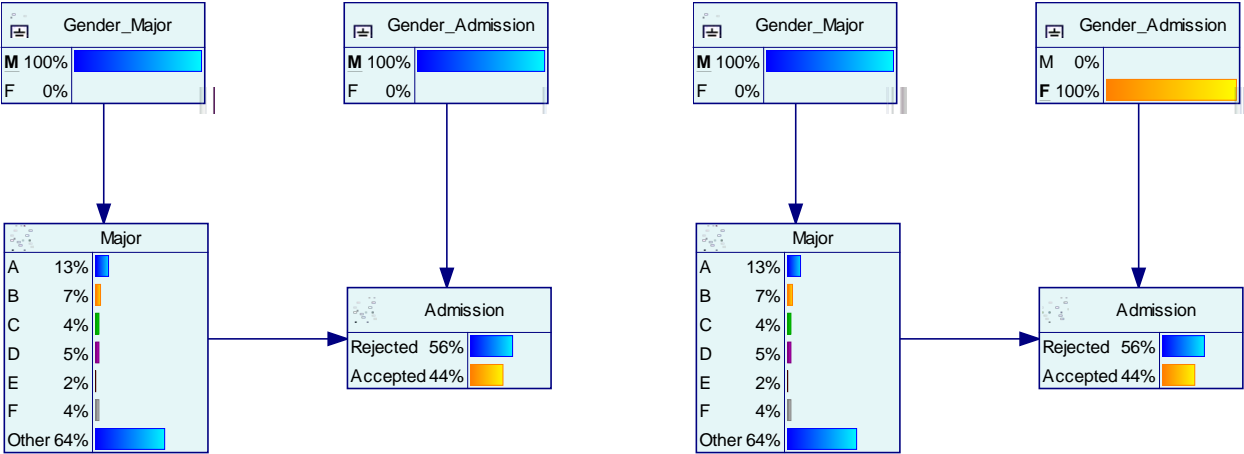 Gender_Major
M 100%
F 0%
Gender_Admission
M 100%
F 0%
Major
A 13%
B 7%
C 4%
D 5%
E 2%
F 4%
Other 64%
Admission
Rejected 56%
Accepted 44%
Gender_Major
M 100%
F 0%
Gender_Admission
M 0%
F 100%
Major
A 13%
B 7%
C 4%
D 5%
E 2%
F 4%
Other 64%
Admission
Rejected 56%
Accepted 44%